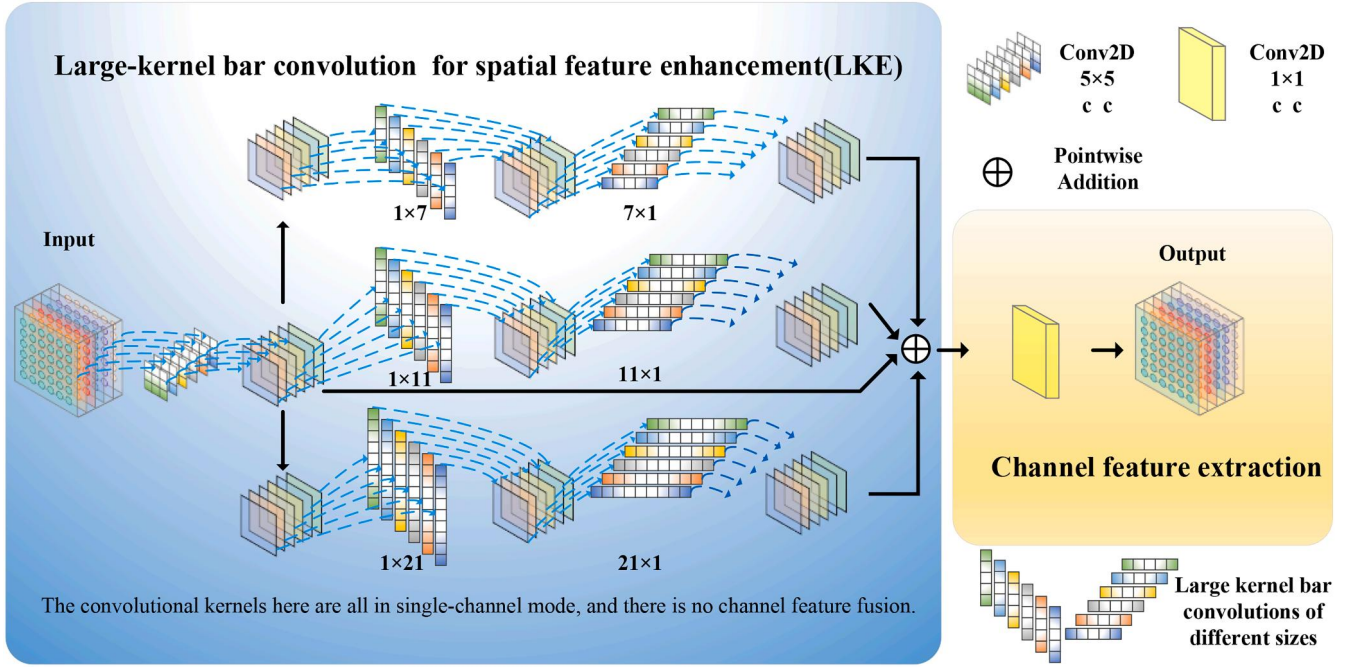 Large-kernel bar convolution for spatial feature enhancement(LKE)
Input
1×7
7×1
1×11
11×1
1×21
21×1
The convolutional kernels here are all in single-channel mode, and there is no channel feature fusion.
Conv2D
5×5
c c
Conv2D
1×1
c c
Pointwise
Addition
Output
Channel feature extraction
Large kernel bar
convolutions of
different sizes